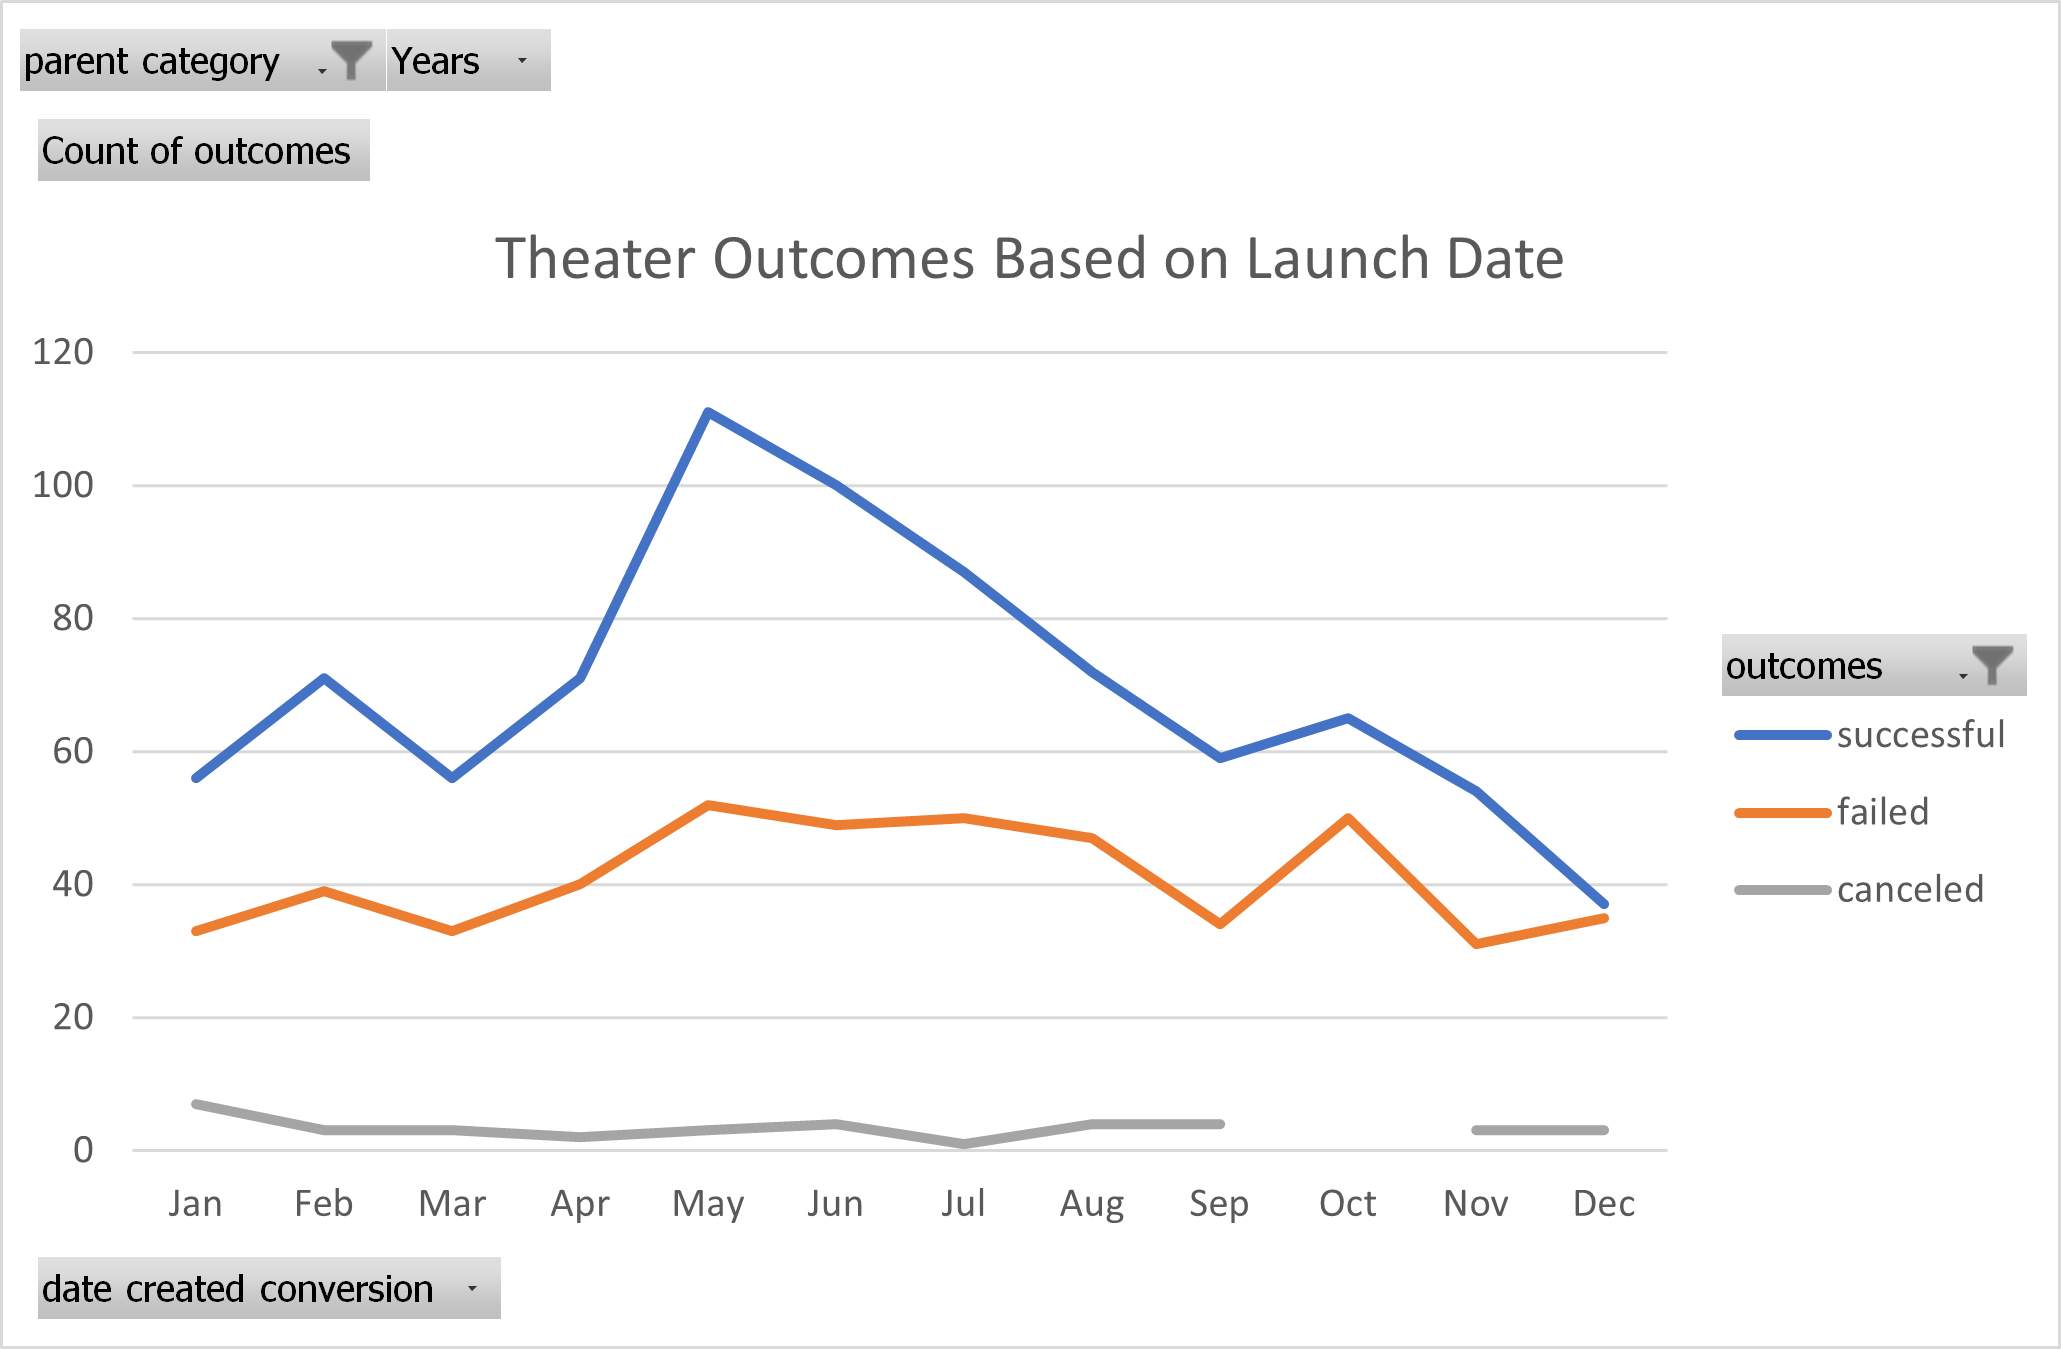 parent category Years
Count of outcomes
Theater Outcomes Based on Launch Date
120
100
80
60
40
20
0
Jan Feb Mar Apr May Jun Jul Aug Sep Oct Nov Dec
outcomes
successful
failed
canceled
date created conversion